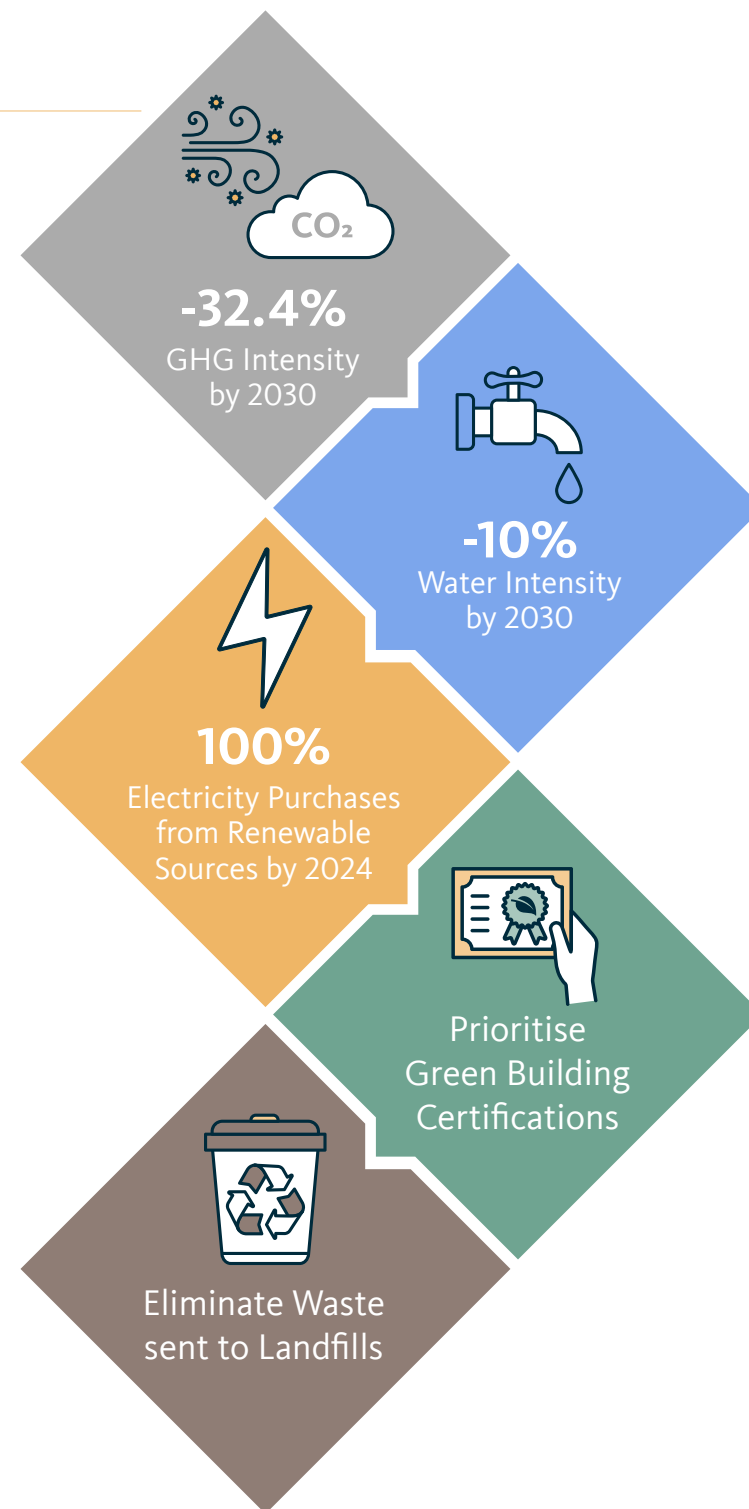 CO₂
-32.4%
GHG Intensity
by 2030
-10%
Water Intensity
by 2030
100%
Electricity Purchases
from Renewable
Sources by 2024
Prioritise
Green Building
Certifications
Eliminate Waste
sent to Landfills